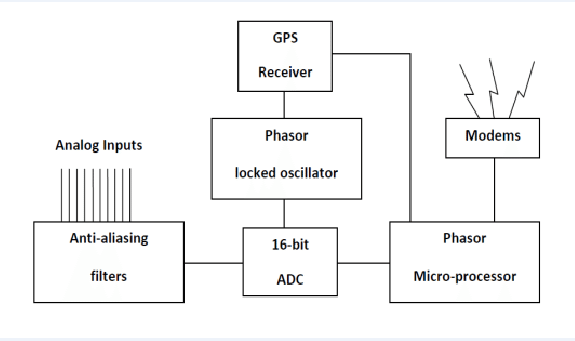 GPS
Receiver
Phasor
locked oscillator
Modems
Analog Inputs
Anti-aliasing
filters
16-bit
ADC
Phasor
Micro-processor